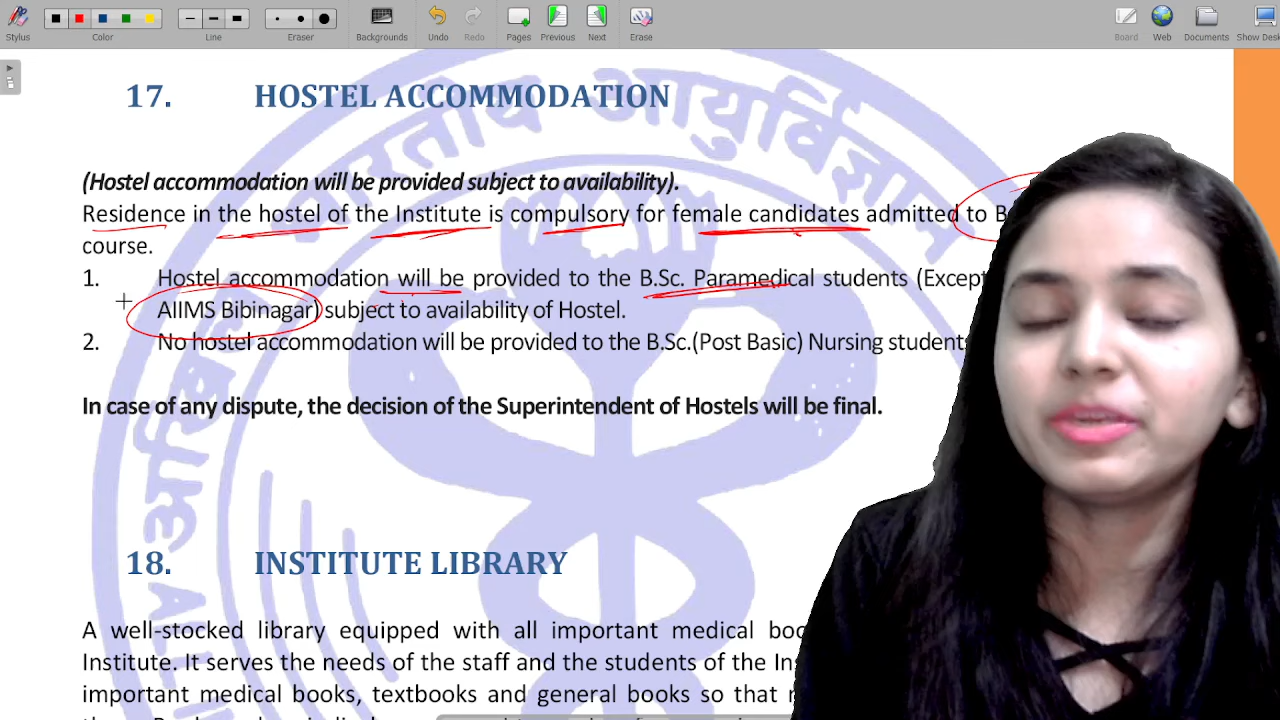 Stylus Color Line Eraser Backgrounds Undo Redo Pages Previous Next Erase Board Web Documents Show Desk
17. HOSTEL ACCOMMODATION
भारतीय आयुर्विज्ञान
(Hostel accommodation will be provided subject to availability).
Residence in the hostel of the Institute is compulsory for female candidates admitted to B
course.
1. Hostel accommodation will be provided to the B.Sc. Paramedical students (Except
AIIMS Bibinagar) subject to availability of Hostel.
2. No hostel accommodation will be provided to the B.Sc.(Post Basic) Nursing student
In case of any dispute, the decision of the Superintendent of Hostels will be final.
18. INSTITUTE LIBRARY
A well-stocked library equipped with all important medical boo
Institute. It serves the needs of the staff and the students of the In
important medical books, textbooks and general books so that